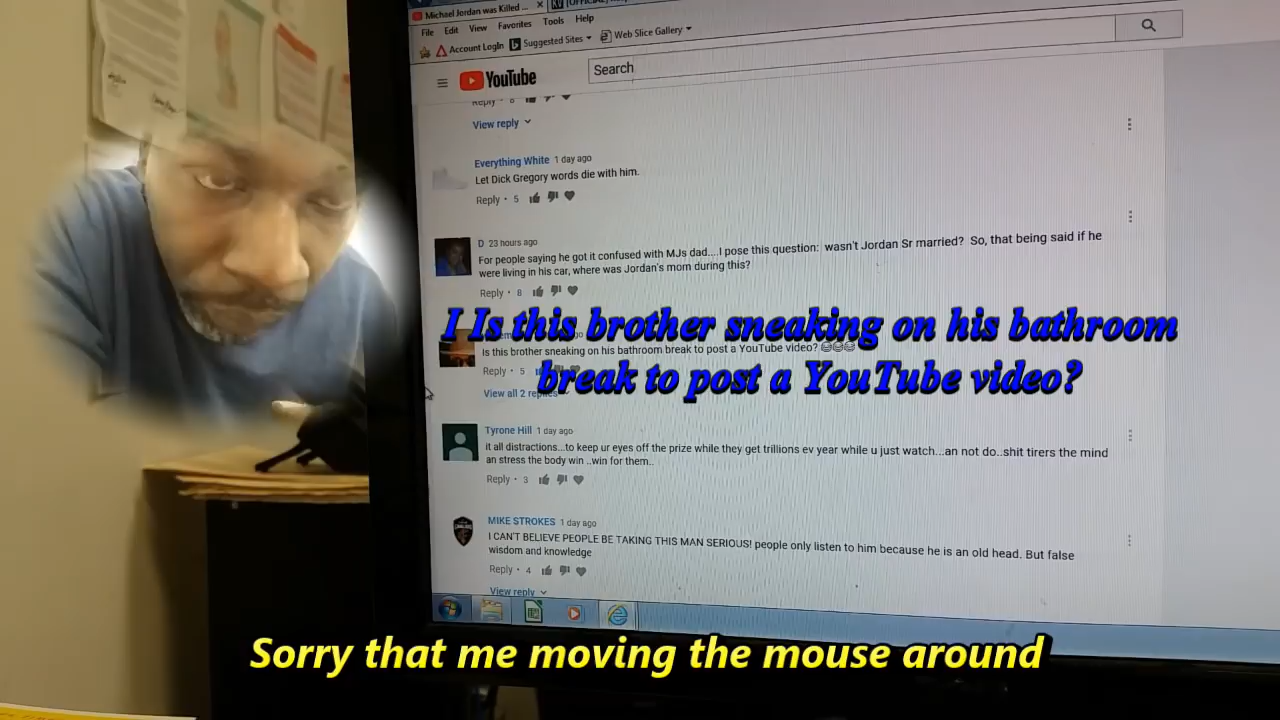 Michael Jordan was Killed ...
File Edit View Favorites Tools Help
Account Login Suggested Sites Web Slice Gallery
YouTube
Search
Reply 8
View reply
Everything White 1 day ago
Let Dick Gregory words die with him.
Reply 5
D 23 hours ago
For people saying he got it confused with MJs dad....I pose this question: wasn't Jordan Sr married? So, that being said if he
were living in his car, where was Jordan's mom during this?
Reply 8
I Is this brother sneaking on his bathroom
break to post a YouTube video?
Is this brother sneaking on his bathroom break to post a YouTube video? 😂😂😂
Reply 5
View all 2 replies
Tyrone Hill 1 day ago
it all distractions...to keep ur eyes off the prize while they get trillions ev year while u just watch...an not do..shit tirers the mind
an stress the body win ..win for them..
Reply 3
MIKE STROKES 1 day ago
I CAN'T BELIEVE PEOPLE BE TAKING THIS MAN SERIOUS! people only listen to him because he is an old head. But false
wisdom and knowledge
Reply 4
View reply
Sorry that me moving the mouse around